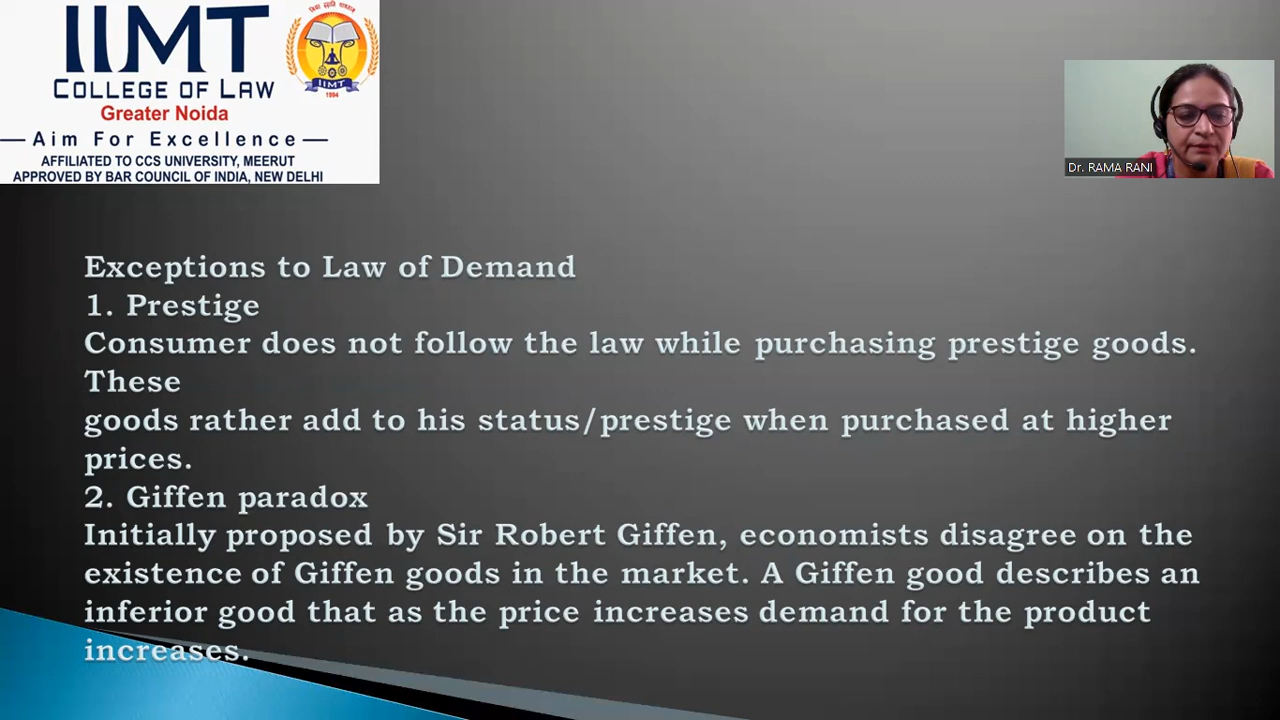 IIMT
COLLEGE OF LAW
Greater Noida
— Aim For Excellence —
AFFILIATED TO CCS UNIVERSITY, MEERUT
APPROVED BY BAR COUNCIL OF INDIA, NEW DELHI
IIMT
1994
Dr. RAMA RANI
Exceptions to Law of Demand
1. Prestige
Consumer does not follow the law while purchasing prestige goods.
These
goods rather add to his status/prestige when purchased at higher
prices.
2. Giffen paradox
Initially proposed by Sir Robert Giffen, economists disagree on the
existence of Giffen goods in the market. A Giffen good describes an
inferior good that as the price increases demand for the product
increases.